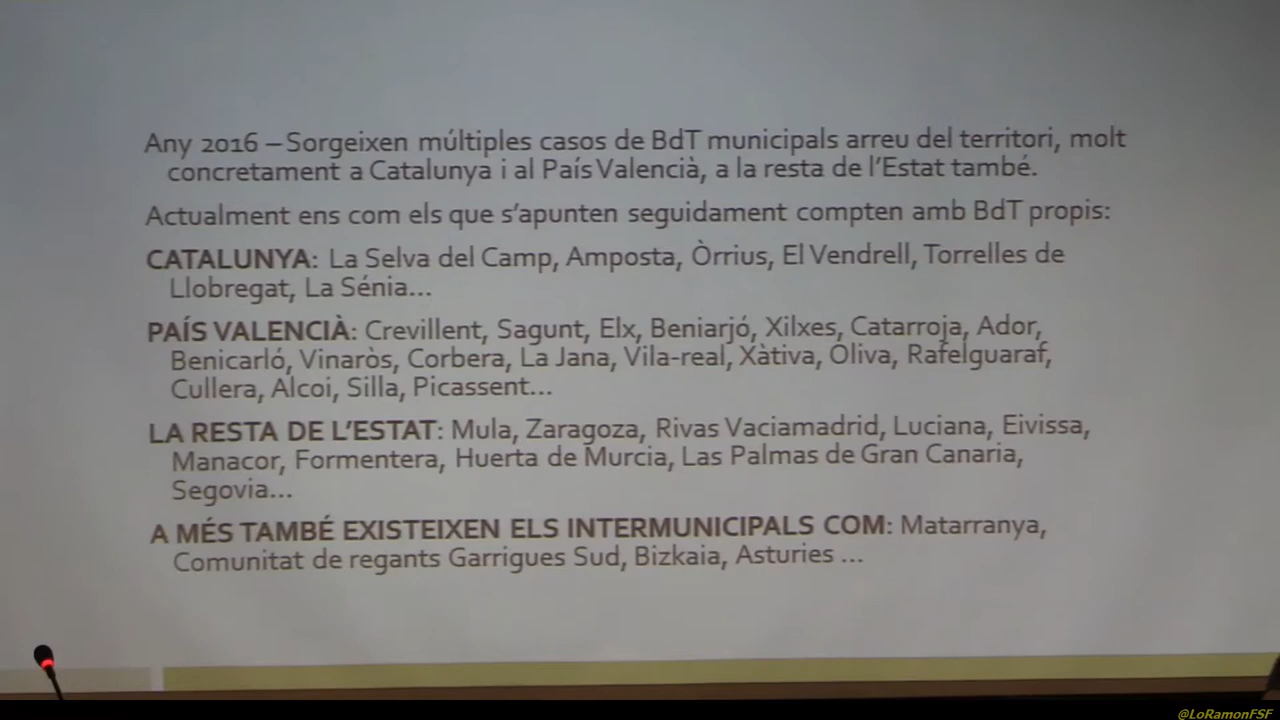 Any 2016 – Sorgeixen múltiples casos de BdT municipals arreu del territori, molt
concretament a Catalunya i al País Valencià, a la resta de l'Estat també.
Actualment ens com els que s'apunten seguidament compten amb BdT propis:
CATALUNYA: La Selva del Camp, Amposta, Òrrius, El Vendrell, Torrelles de
Llobregat, La Sénia...
PAÍS VALENCIÀ: Crevillent, Sagunt, Elx, Beniarjó, Xilxes, Catarroja, Ador,
Benicarló, Vinaròs, Corbera, La Jana, Vila-real, Xàtiva, Oliva, Rafelguaraf,
Cullera, Alcoi, Silla, Picassent...
LA RESTA DE L'ESTAT: Mula, Zaragoza, Rivas Vaciamadrid, Luciana, Eivissa,
Manacor, Formentera, Huerta de Murcia, Las Palmas de Gran Canaria,
Segovia...
A MÉS TAMBÉ EXISTEIXEN ELS INTERMUNICIPALS COM: Matarranya,
Comunitat de regants Garrigues Sud, Bizkaia, Asturies ...
@LoRamonFSF